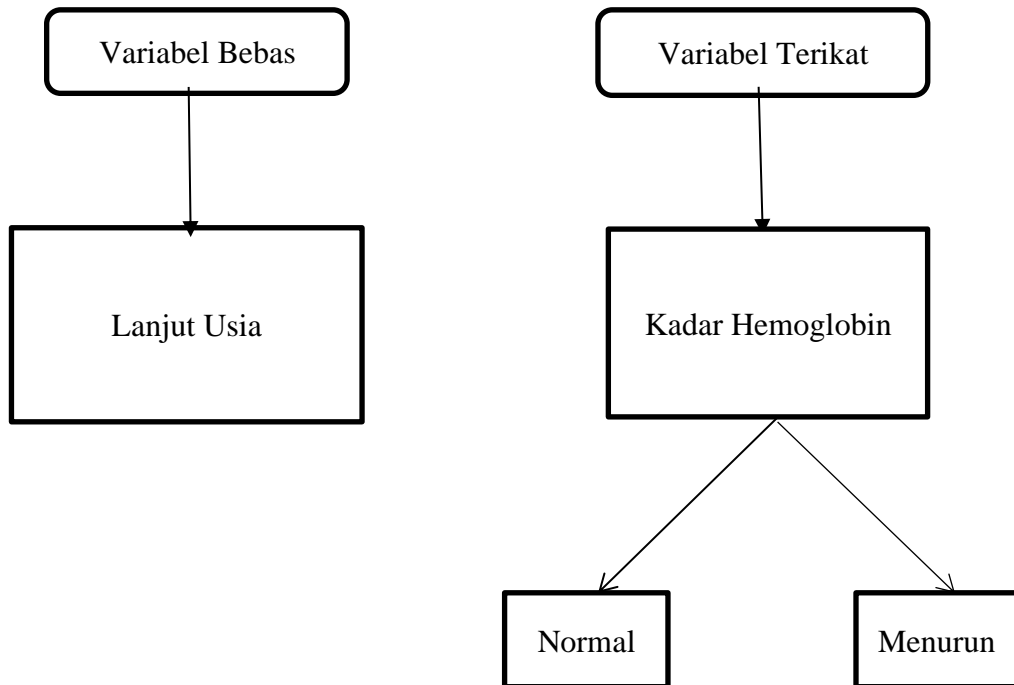 Variabel Bebas
Variabel Terikat
Lanjut Usia
Kadar Hemoglobin
Normal
Menurun